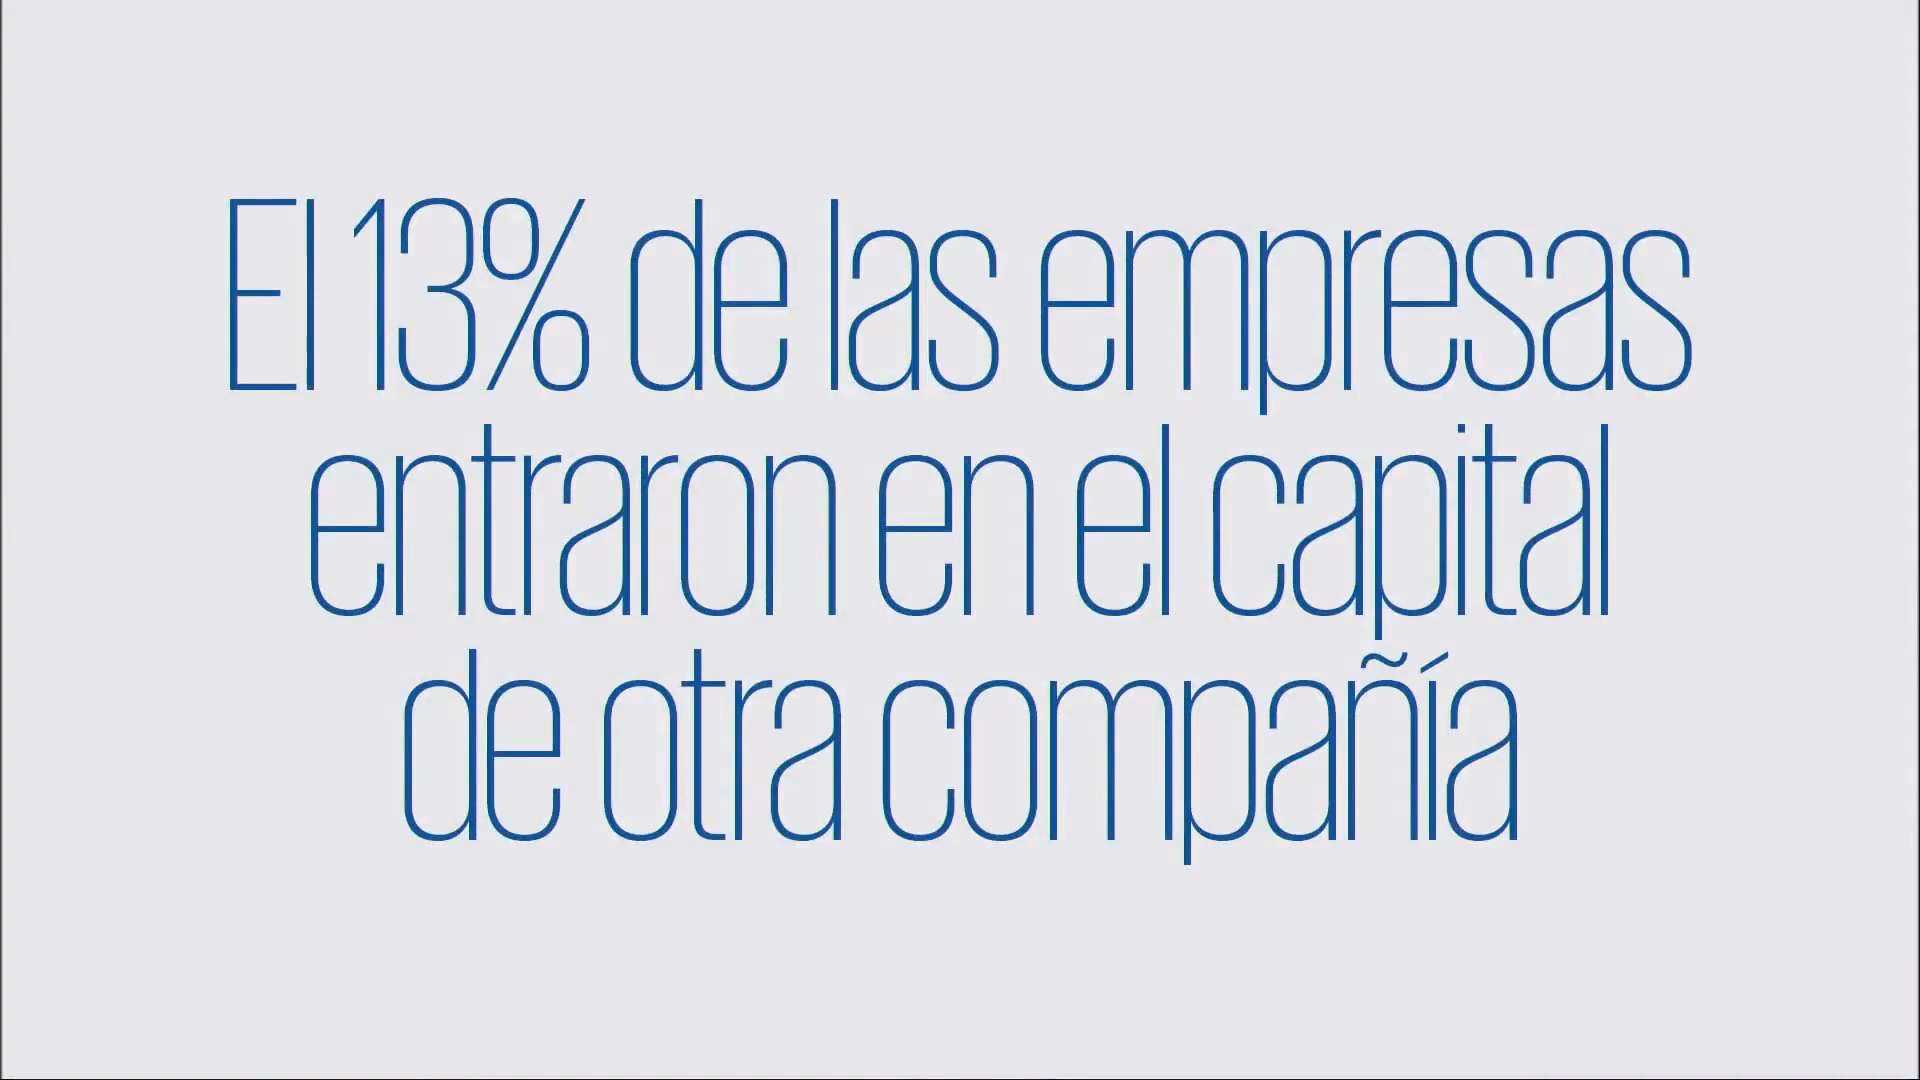 El 13% de las empresas
entraron en el capital
de otra compañía